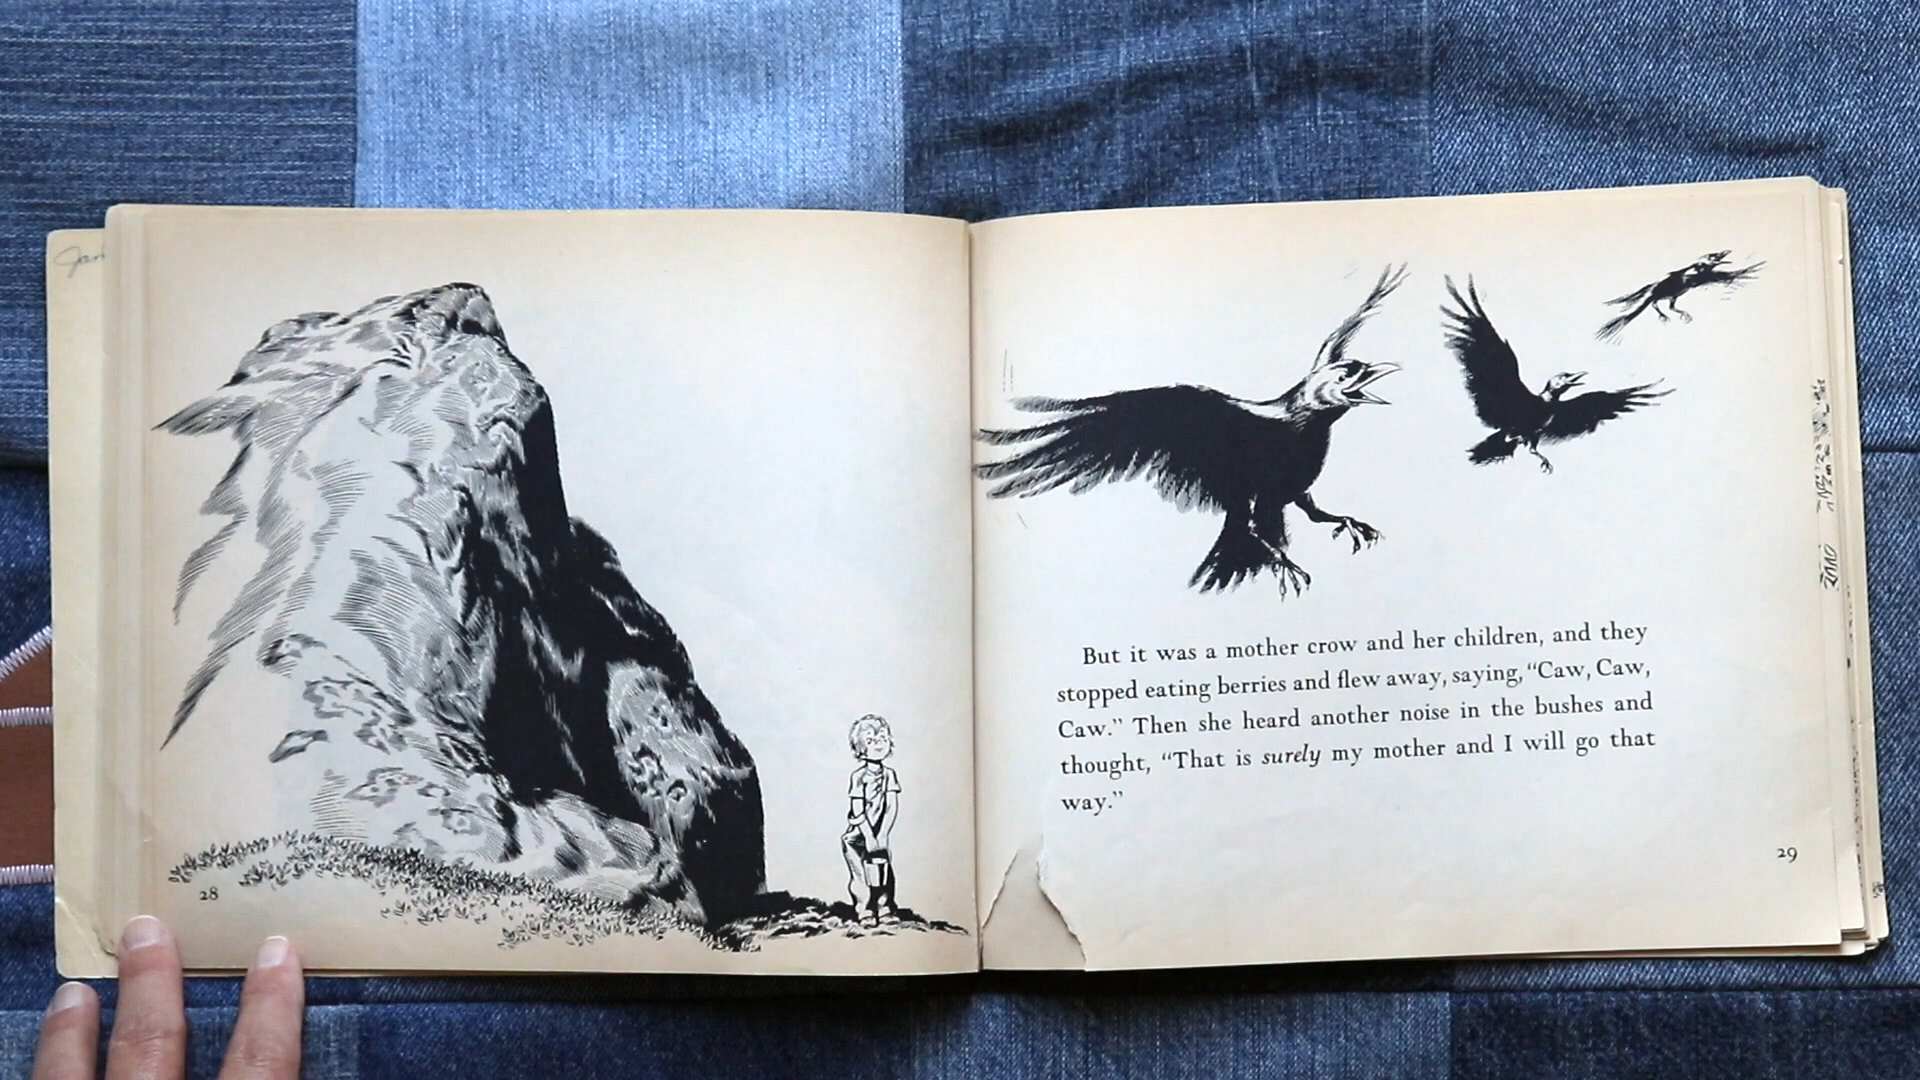 28
But it was a mother crow and her children, and they
stopped eating berries and flew away, saying, “Caw, Caw,
Caw.” Then she heard another noise in the bushes and
thought, “That is surely my mother and I will go that
way.”
29